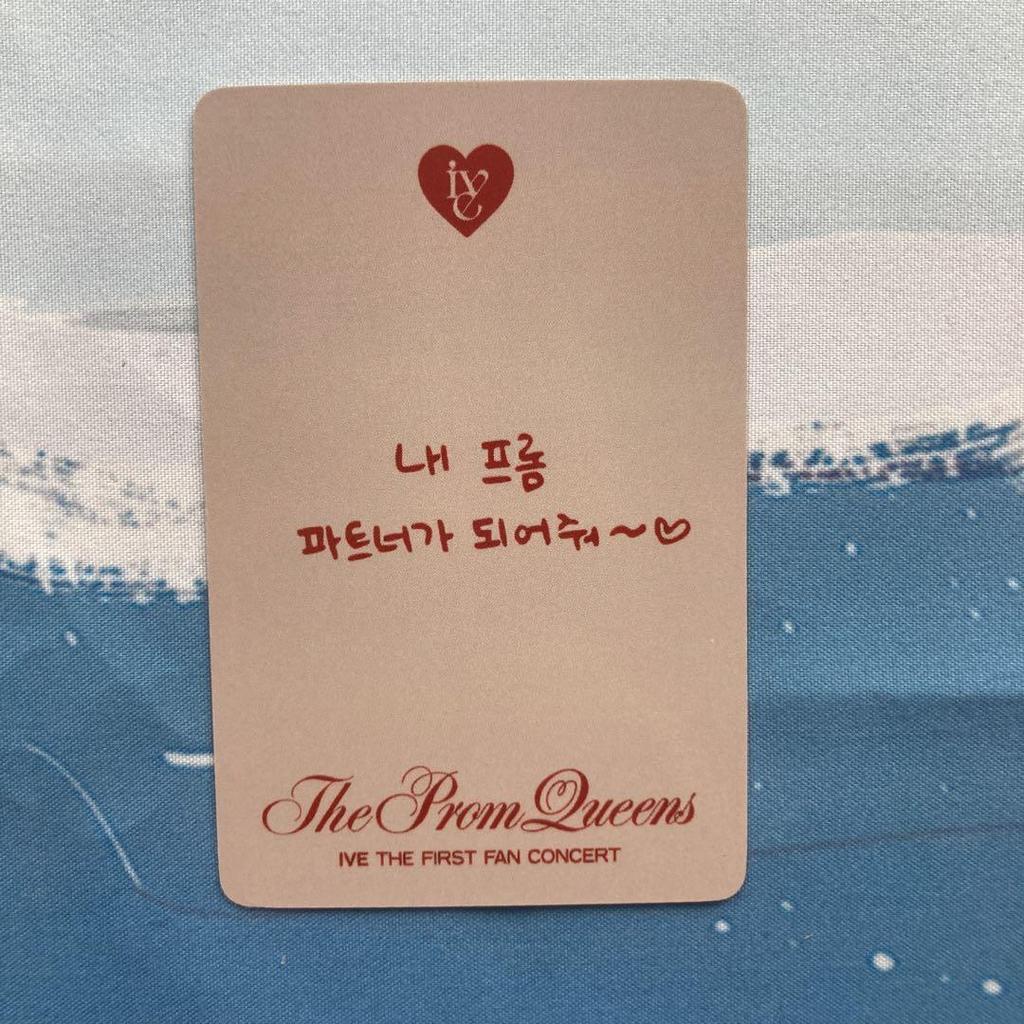 ive
내 프롬
파트너가 되어줘~♡
The Prom Queens
IVE THE FIRST FAN CONCERT